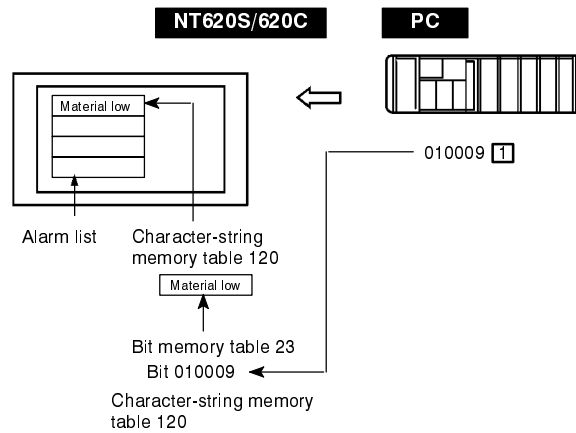 NT620S/620C
PC
Material low
010009 1
Alarm list
Character-string
memory table 120
Material low
Bit memory table 23
Bit 010009
Character-string memory
table 120